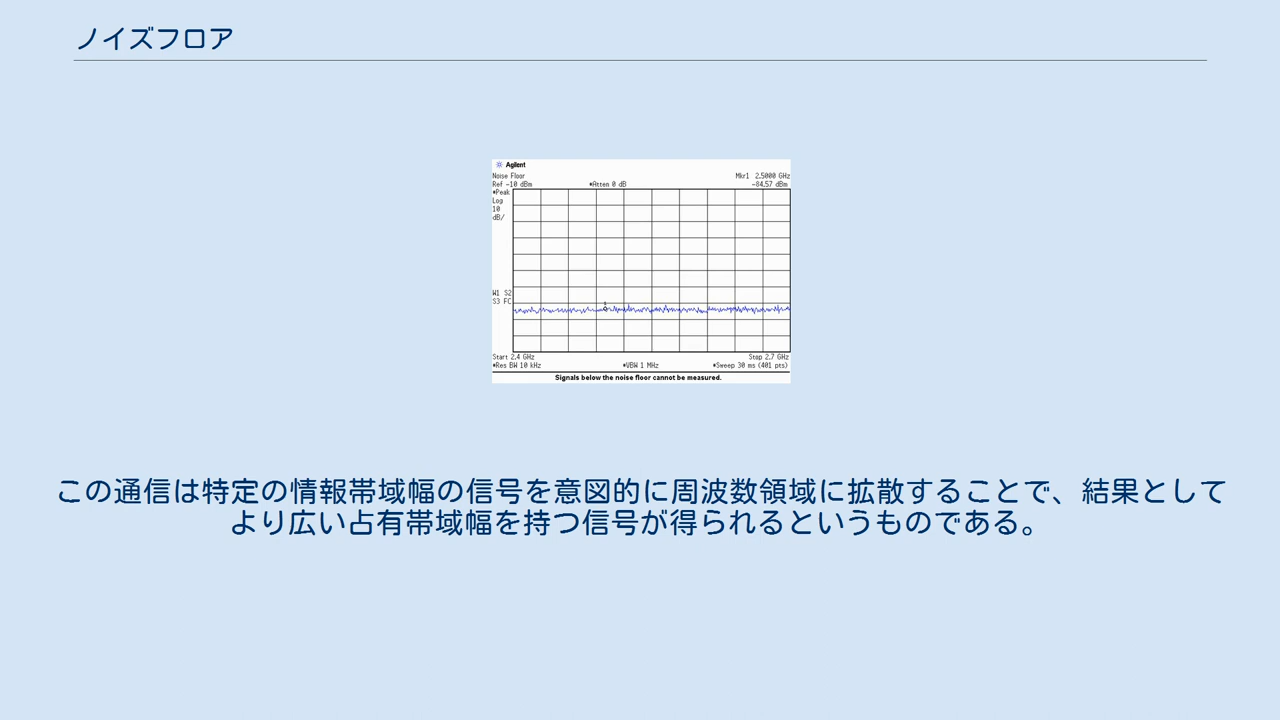 ノイズフロア
Agilent
Noise Floor
Mkr1 2.5000 GHz
Ref -10 dBm
*Atten 0 dB
-84.57 dBm
*Peak
Log
10
dB/
W1 S2
S3 FC
1
Start 2.4 GHz
Stop 2.7 GHz
*Res BW 10 kHz
*VBW 1 MHz
*Sweep 30 ms (401 pts)
Signals below the noise floor cannot be measured.
この通信は特定の情報帯域幅の信号を意図的に周波数領域に拡散することで、結果として
より広い占有帯域幅を持つ信号が得られるというものである。